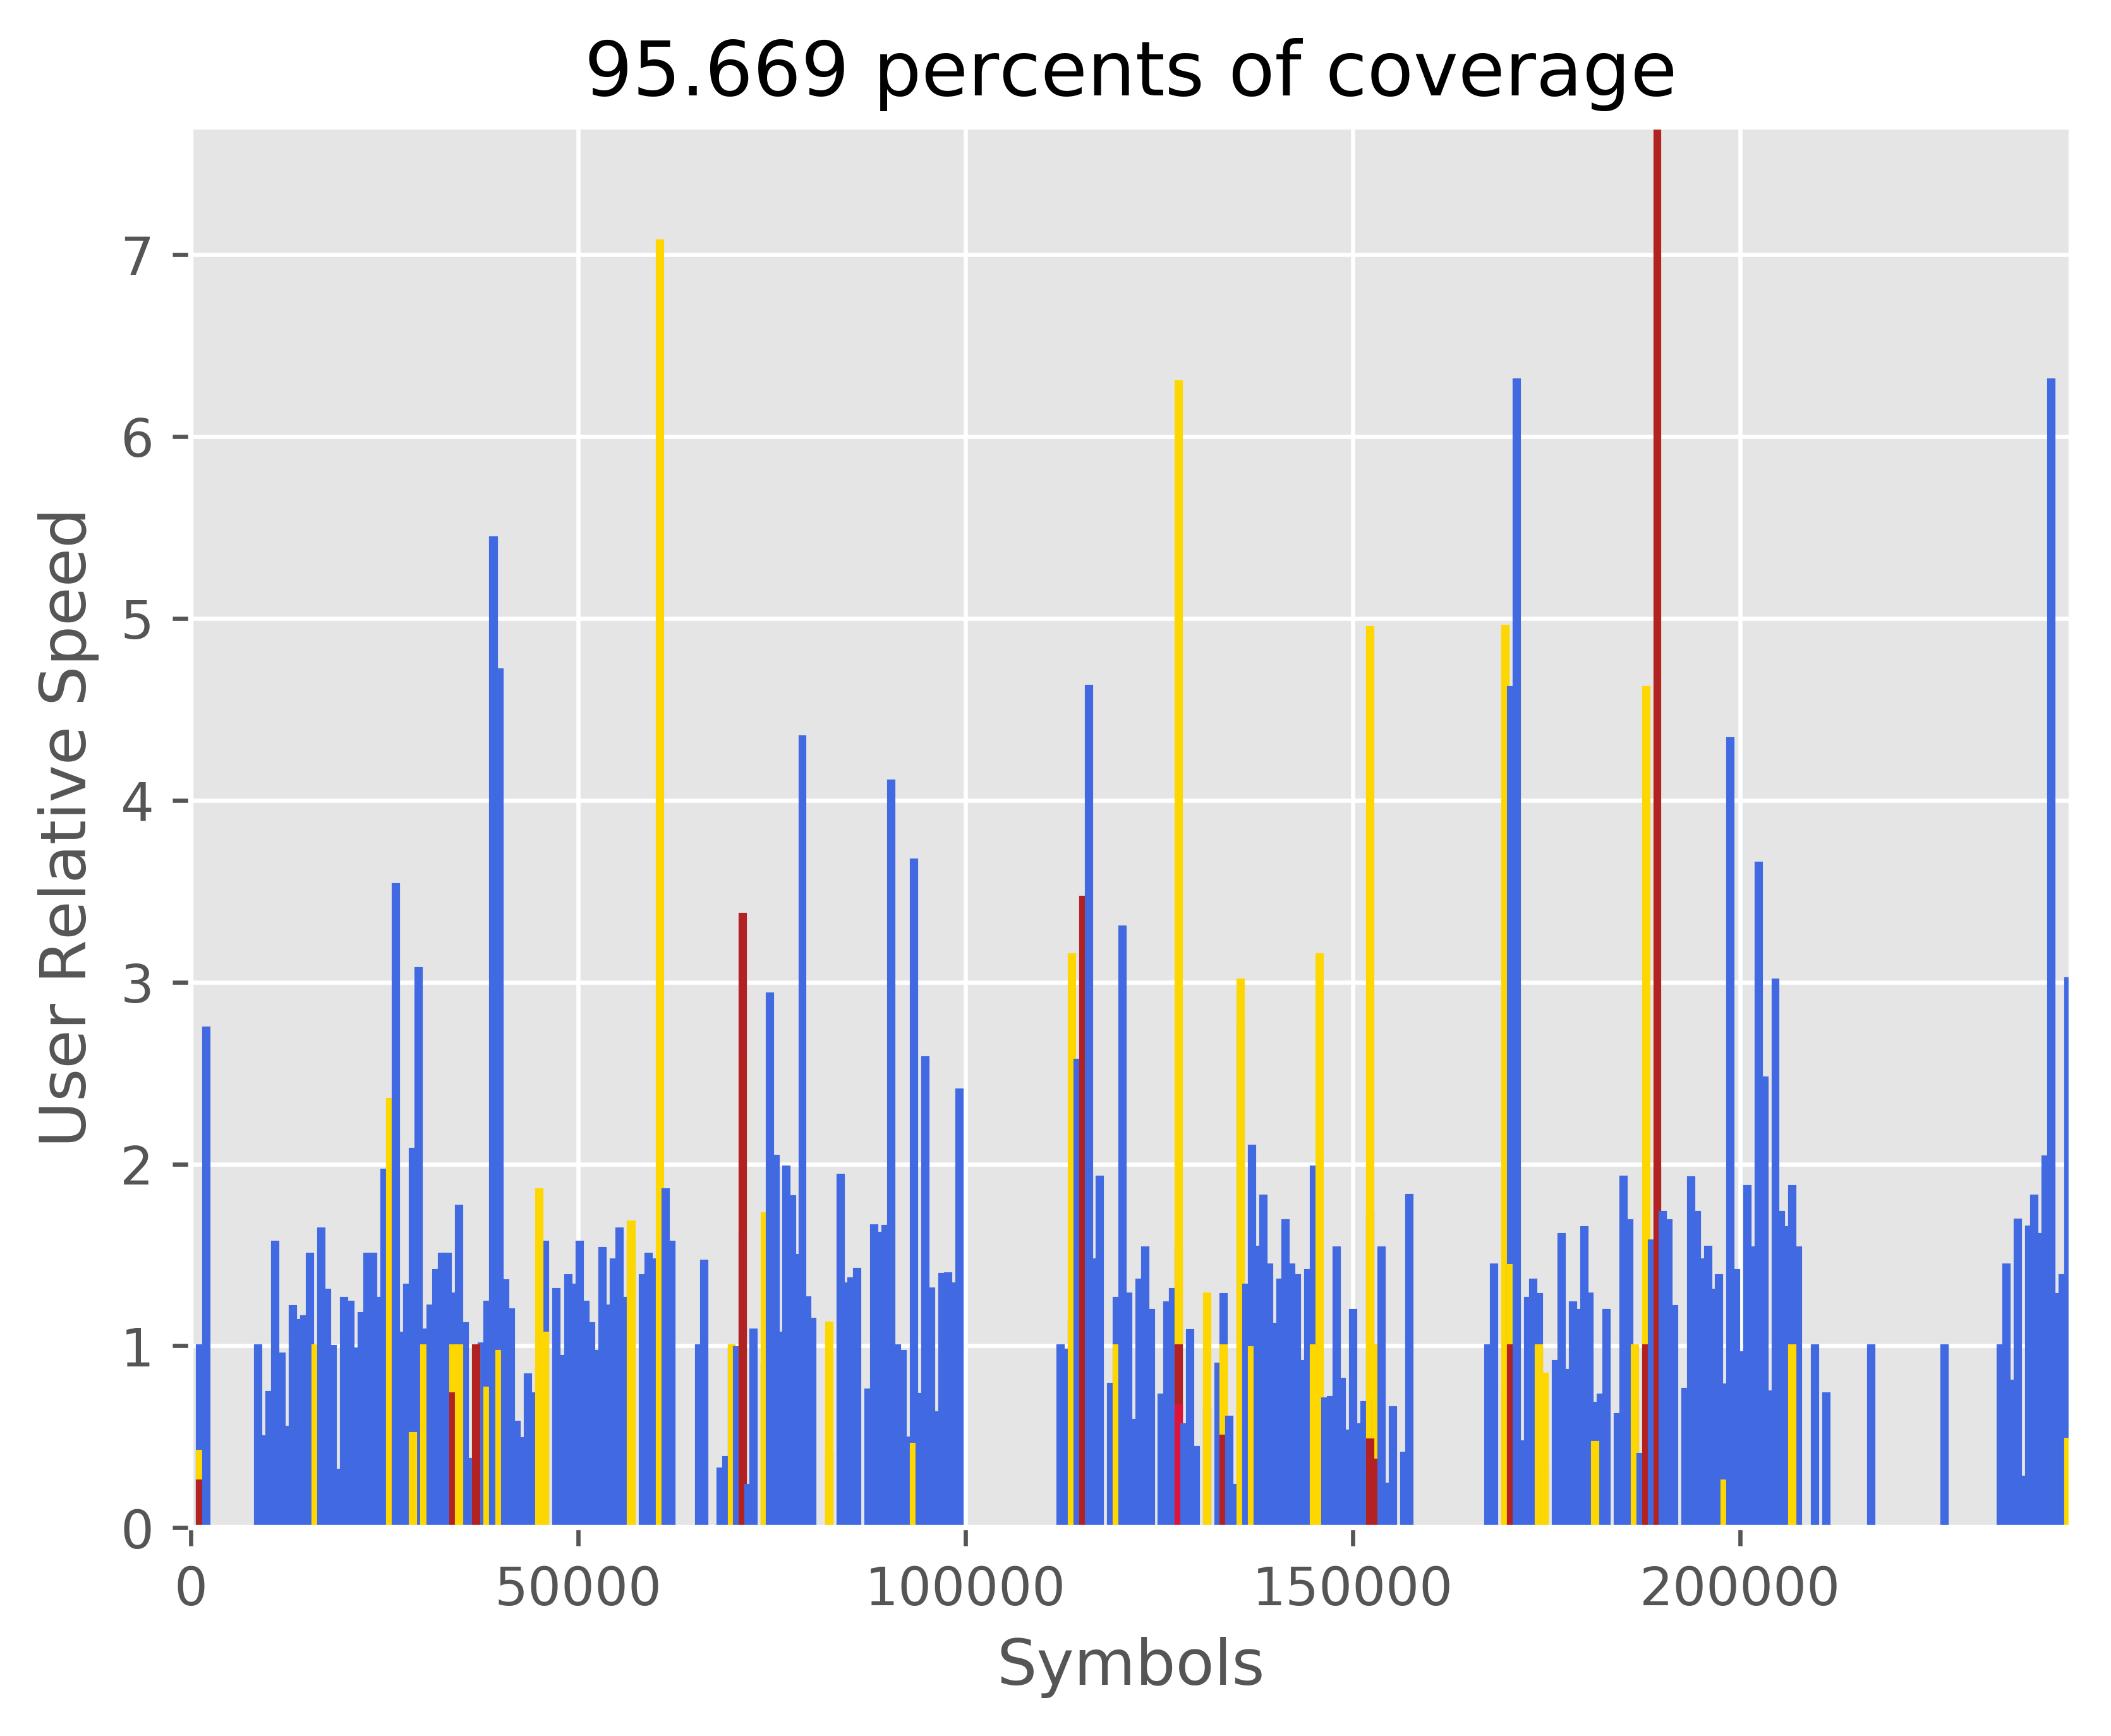 95.669 percents of coverage
User Relative Speed
7
6
5
4
3
2
1
0
0 50000 100000 150000 200000
Symbols